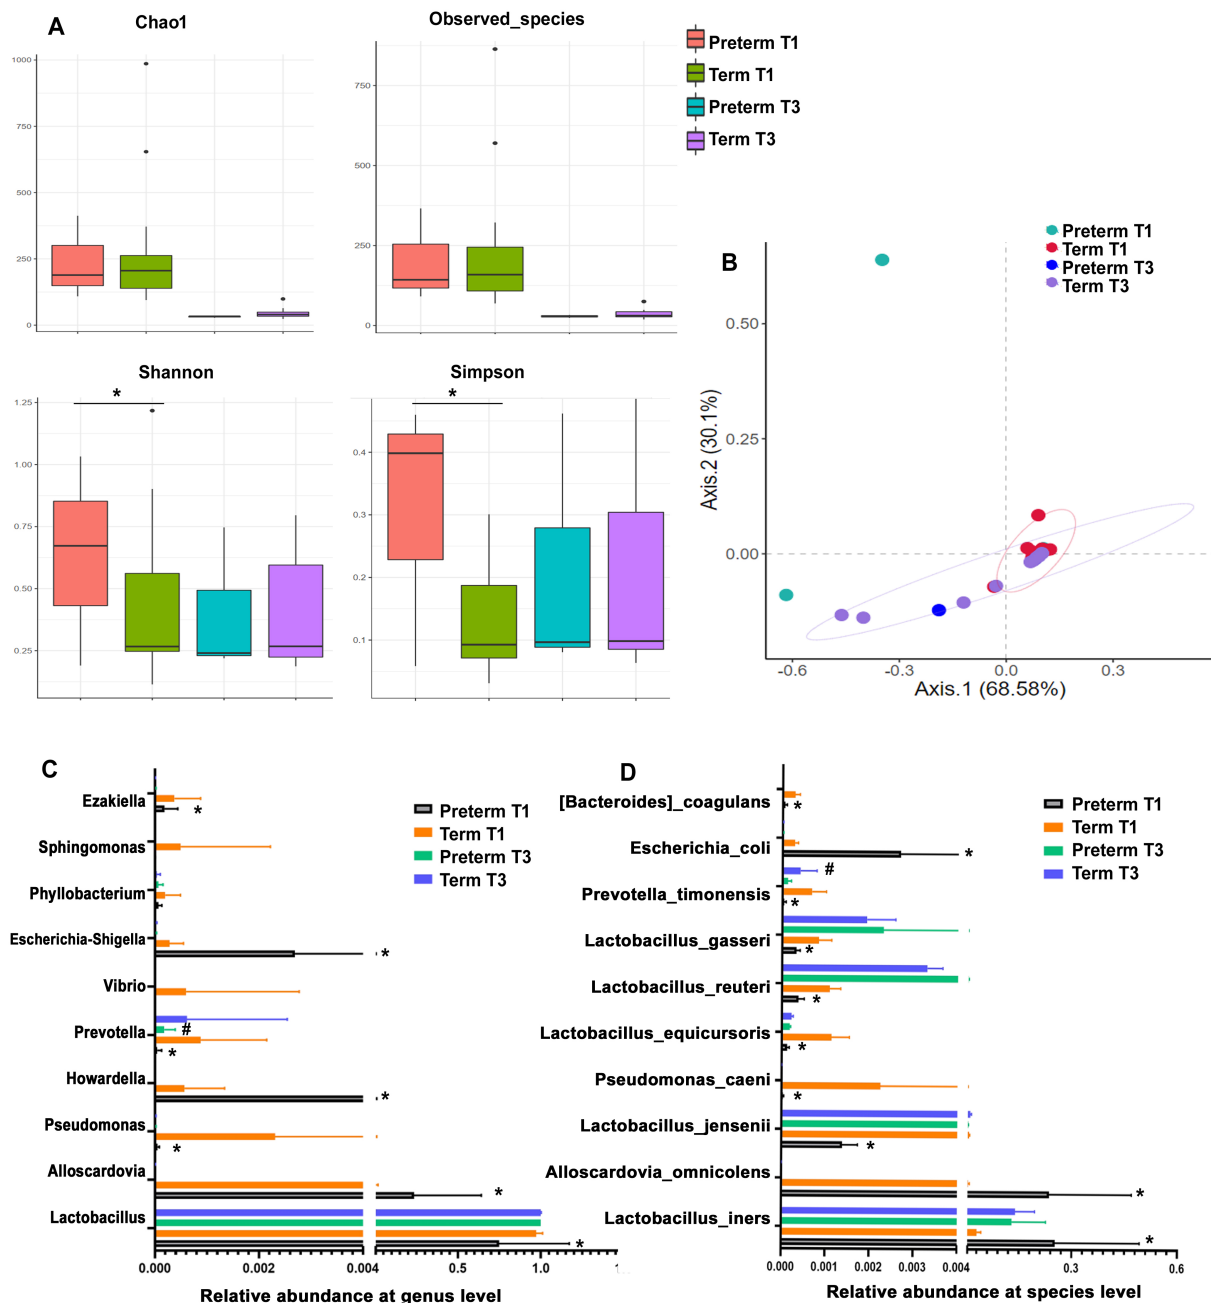 A
Chao1
1000
750
500
250
0
Observed_species
750
500
250
0
Preterm T1
Term T1
Preterm T3
Term T3
Shannon
*
1.25
1.00
0.75
0.50
0.25
Simpson
*
0.4
0.3
0.2
0.1
B
Preterm T1
Term T1
Preterm T3
Term T3
Axis.2 (30.1%)
0.50
0.25
0.00
-0.6
-0.3
0.0
0.3
Axis.1 (68.58%)
C
Ezakiella
*
Sphingomonas
Phyllobacterium
Escherichia-Shigella
*
Vibrio
Prevotella
#
*
Howardella
*
Pseudomonas
*
Alloscardovia
*
Lactobacillus
*
Preterm T1
Term T1
Preterm T3
Term T3
0.000
0.002
0.004
0.5
1.0
1.
Relative abundance at genus level
D
[Bacteroides]_coagulans
*
Escherichia_coli
*
Prevotella_timonensis
#
*
Lactobacillus_gasseri
*
Lactobacillus_reuteri
*
Lactobacillus_equicursoris
*
Pseudomonas_caeni
*
Lactobacillus_jensenii
*
Alloscardovia_omnicolens
*
Lactobacillus_iners
*
Preterm T1
Term T1
Preterm T3
Term T3
0.000
0.001
0.002
0.003
0.004
0.3
0.6
Relative abundance at species level